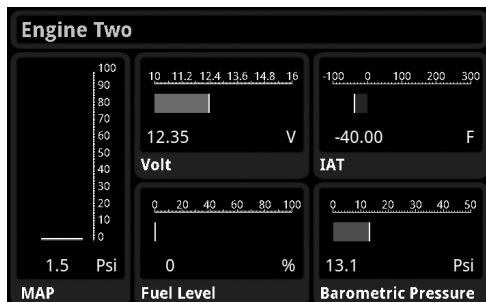 Engine Two
100
90
80
70
60
50
40
30
20
10
0
1.5 Psi
MAP
10 11.2 12.4 13.6 14.8 16
12.35 V
Volt
-100 0 100 200 300
-40.00 F
IAT
0 20 40 60 80 100
0 %
Fuel Level
0 10 20 30 40 50
13.1 Psi
Barometric Pressure